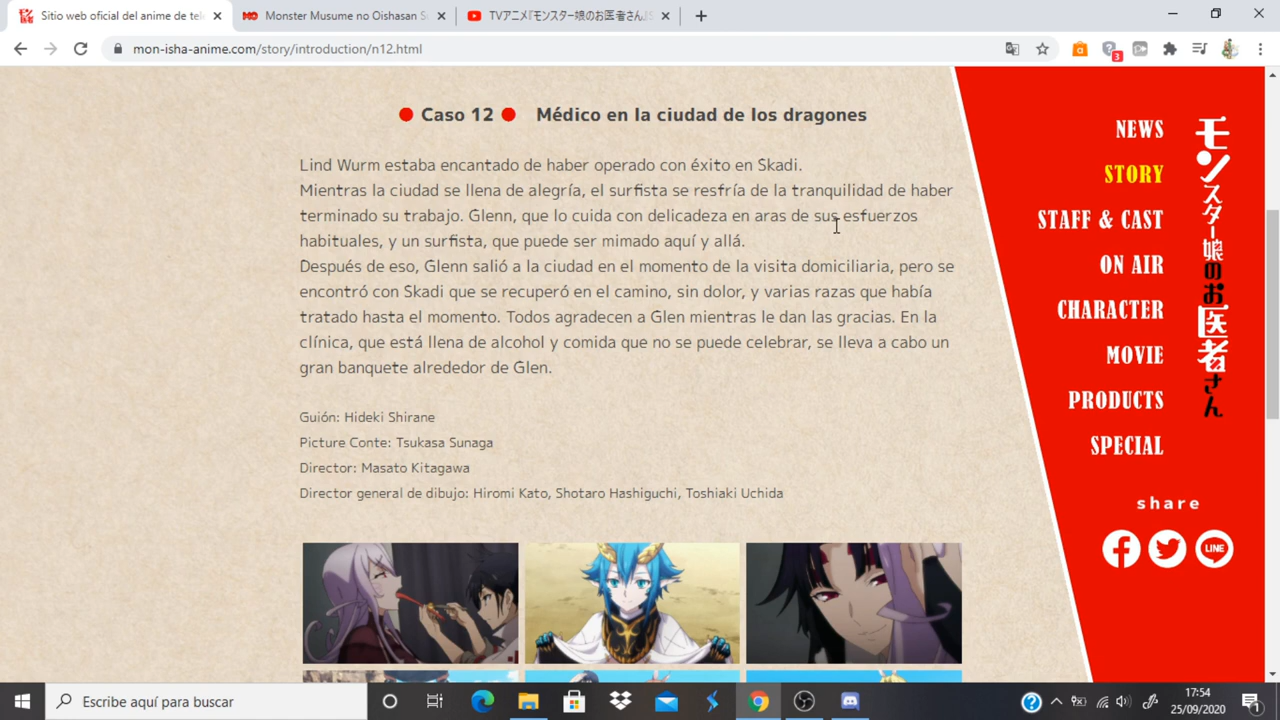 Sitio web oficial del anime de tel
Monster Musume no Oishasan S
TVアニメ『モンスター娘のお医者さん』S
mon-isha-anime.com/story/introduction/n12.html
3
Caso 12 Médico en la ciudad de los dragones
Lind Wurm estaba encantado de haber operado con éxito en Skadi.
Mientras la ciudad se llena de alegría, el surfista se resfría de la tranquilidad de haber
terminado su trabajo. Glenn, que lo cuida con delicadeza en aras de sus esfuerzos
habituales, y un surfista, que puede ser mimado aquí y allá.
Después de eso, Glenn salió a la ciudad en el momento de la visita domiciliaria, pero se
encontró con Skadi que se recuperó en el camino, sin dolor, y varias razas que había
tratado hasta el momento. Todos agradecen a Glen mientras le dan las gracias. En la
clínica, que está llena de alcohol y comida que no se puede celebrar, se lleva a cabo un
gran banquete alrededor de Glen.
Guión: Hideki Shirane
Picture Conte: Tsukasa Sunaga
Director: Masato Kitagawa
Director general de dibujo: Hiromi Kato, Shotaro Hashiguchi, Toshiaki Uchida
NEWS
STORY
STAFF & CAST
ON AIR
CHARACTER
MOVIE
PRODUCTS
SPECIAL
モンスター娘のお医者さん
share
LINE
Escribe aquí para buscar
17:54
25/09/2020
1